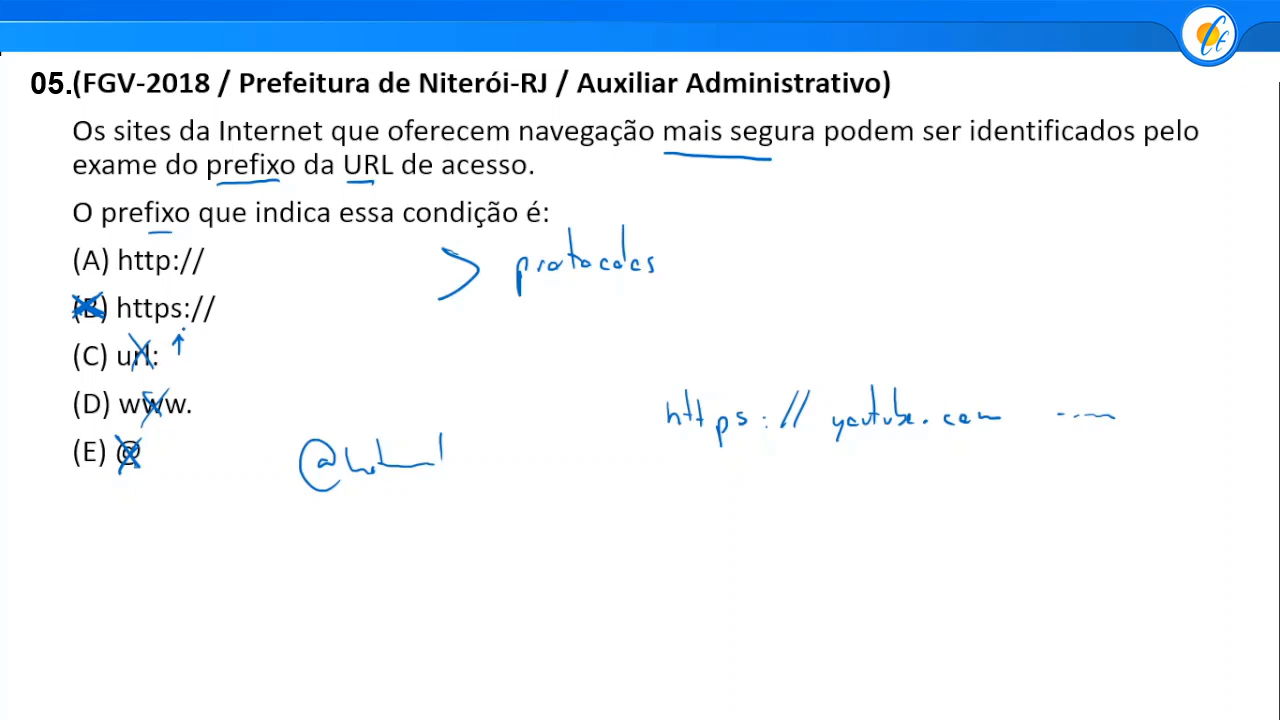 05.(FGV-2018 / Prefeitura de Niterói-RJ / Auxiliar Administrativo)
Os sites da Internet que oferecem navegação mais segura podem ser identificados pelo
exame do prefixo da URL de acesso.
O prefixo que indica essa condição é:
(A) http://
> protocolos
(B) https://
(C) url:
(D) www.
https://youtube.com ....
(E) @